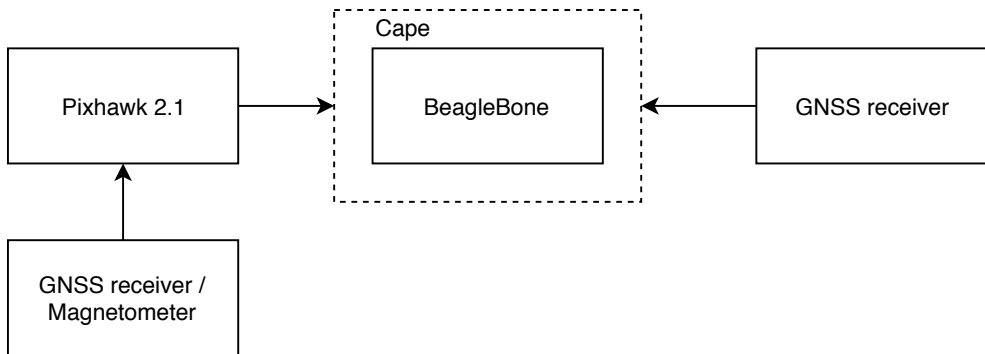 Cape
Pixhawk 2.1
BeagleBone
GNSS receiver
GNSS receiver /
Magnetometer